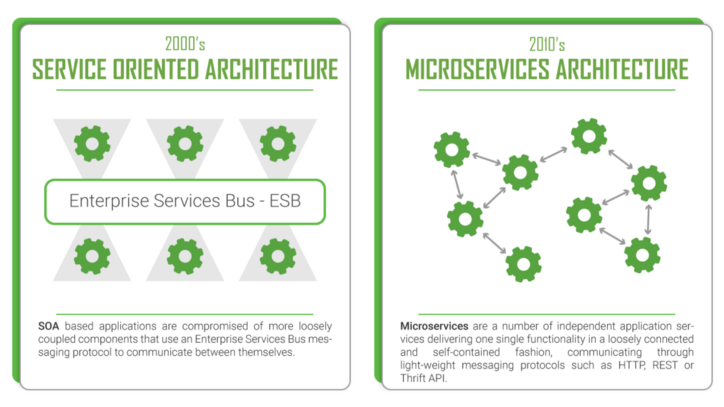 2000's
SERVICE ORIENTED ARCHITECTURE
Enterprise Services Bus - ESB
SOA based applications are compromised of more loosely
coupled components that use an Enterprise Services Bus mes-
saging protocol to communicate between themselves.
2010's
MICROSERVICES ARCHITECTURE
Microservices are a number of independent application ser-
vices delivering one single functionality in a loosely connected
and self-contained fashion, communicating through
light-weight messaging protocols such as HTTP, REST or
Thrift API.